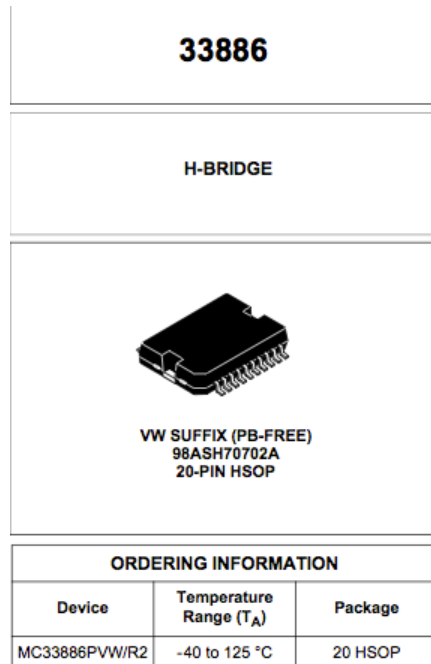 33886
H-BRIDGE
VW SUFFIX (PB-FREE)
98ASH70702A
20-PIN HSOP
ORDERING INFORMATION
Device Temperature Range (TA) Package
MC33886PVW/R2 -40 to 125 °C 20 HSOP